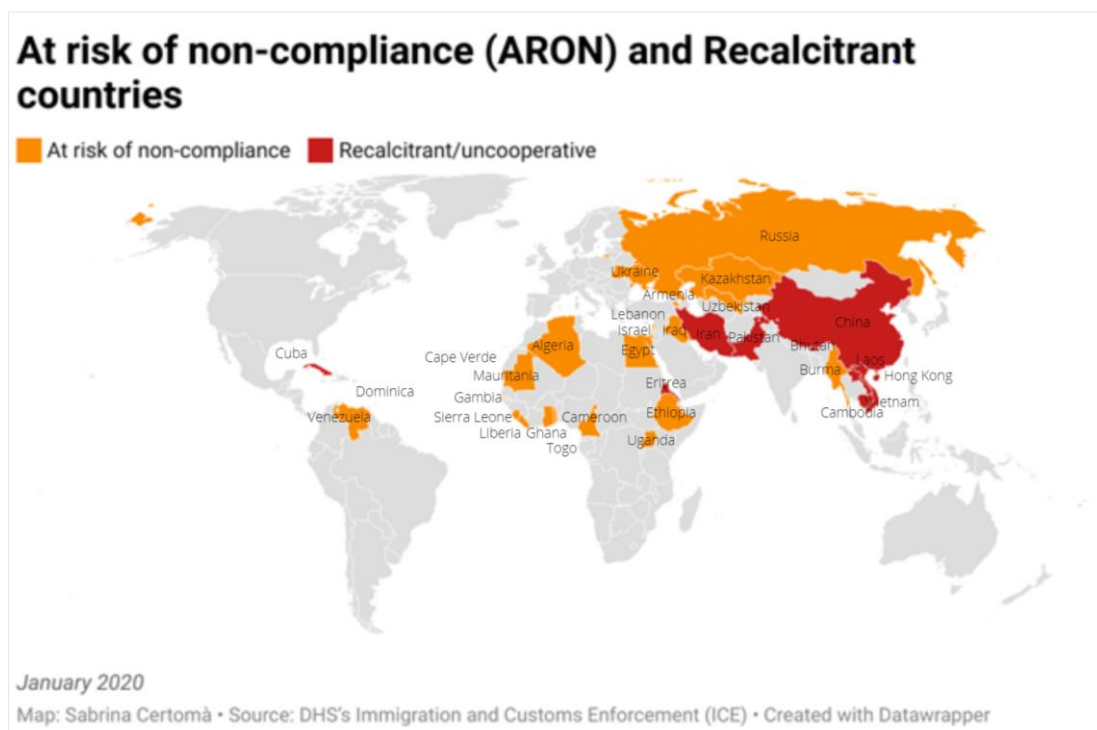 At risk of non-compliance (ARON) and Recalcitrant
countries
At risk of non-compliance
Recalcitrant/uncooperative
Russia
Ukraine
Kazakhstan
Armenia
Uzbekistan
Lebanon
Israel
Iraq
Iran
Pakistan
China
Algeria
Egypt
Bhutan
Cuba
Cape Verde
Burma
Laos
Hong Kong
Mauritania
Dominica
Eritrea
Gambia
Vietnam
Venezuela
Sierra Leone
Cameroon
Ethiopia
Cambodia
Liberia
Ghana
Uganda
Togo
January 2020
Map: Sabrina Certomà • Source: DHS's Immigration and Customs Enforcement (ICE) • Created with Datawrapper